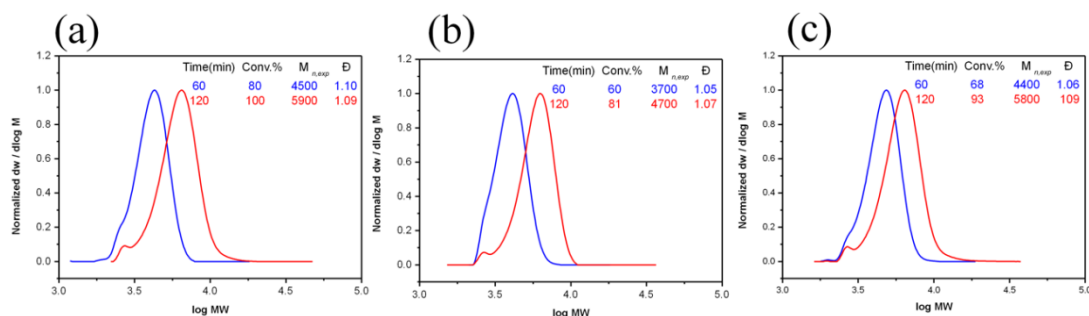 (a)
Time(min) Conv.% Mn,exp Đ
60 80 4500 1.10
120 100 5900 1.09
1.2
1.0
0.8
0.6
0.4
0.2
0.0
Normalized dw / dlog M
3.0 3.5 4.0 4.5 5.0
log MW
(b)
Time(min) Conv.% Mn,exp Đ
60 60 3700 1.05
120 81 4700 1.07
1.2
1.0
0.8
0.6
0.4
0.2
0.0
Normalized dw / dlog M
3.0 3.5 4.0 4.5 5.0
log MW
(c)
Time(min) Conv.% Mn,exp Đ
60 68 4400 1.06
120 93 5800 109
1.2
1.0
0.8
0.6
0.4
0.2
0.0
Normalized dw / dlog M
3.0 3.5 4.0 4.5 5.0
log MW